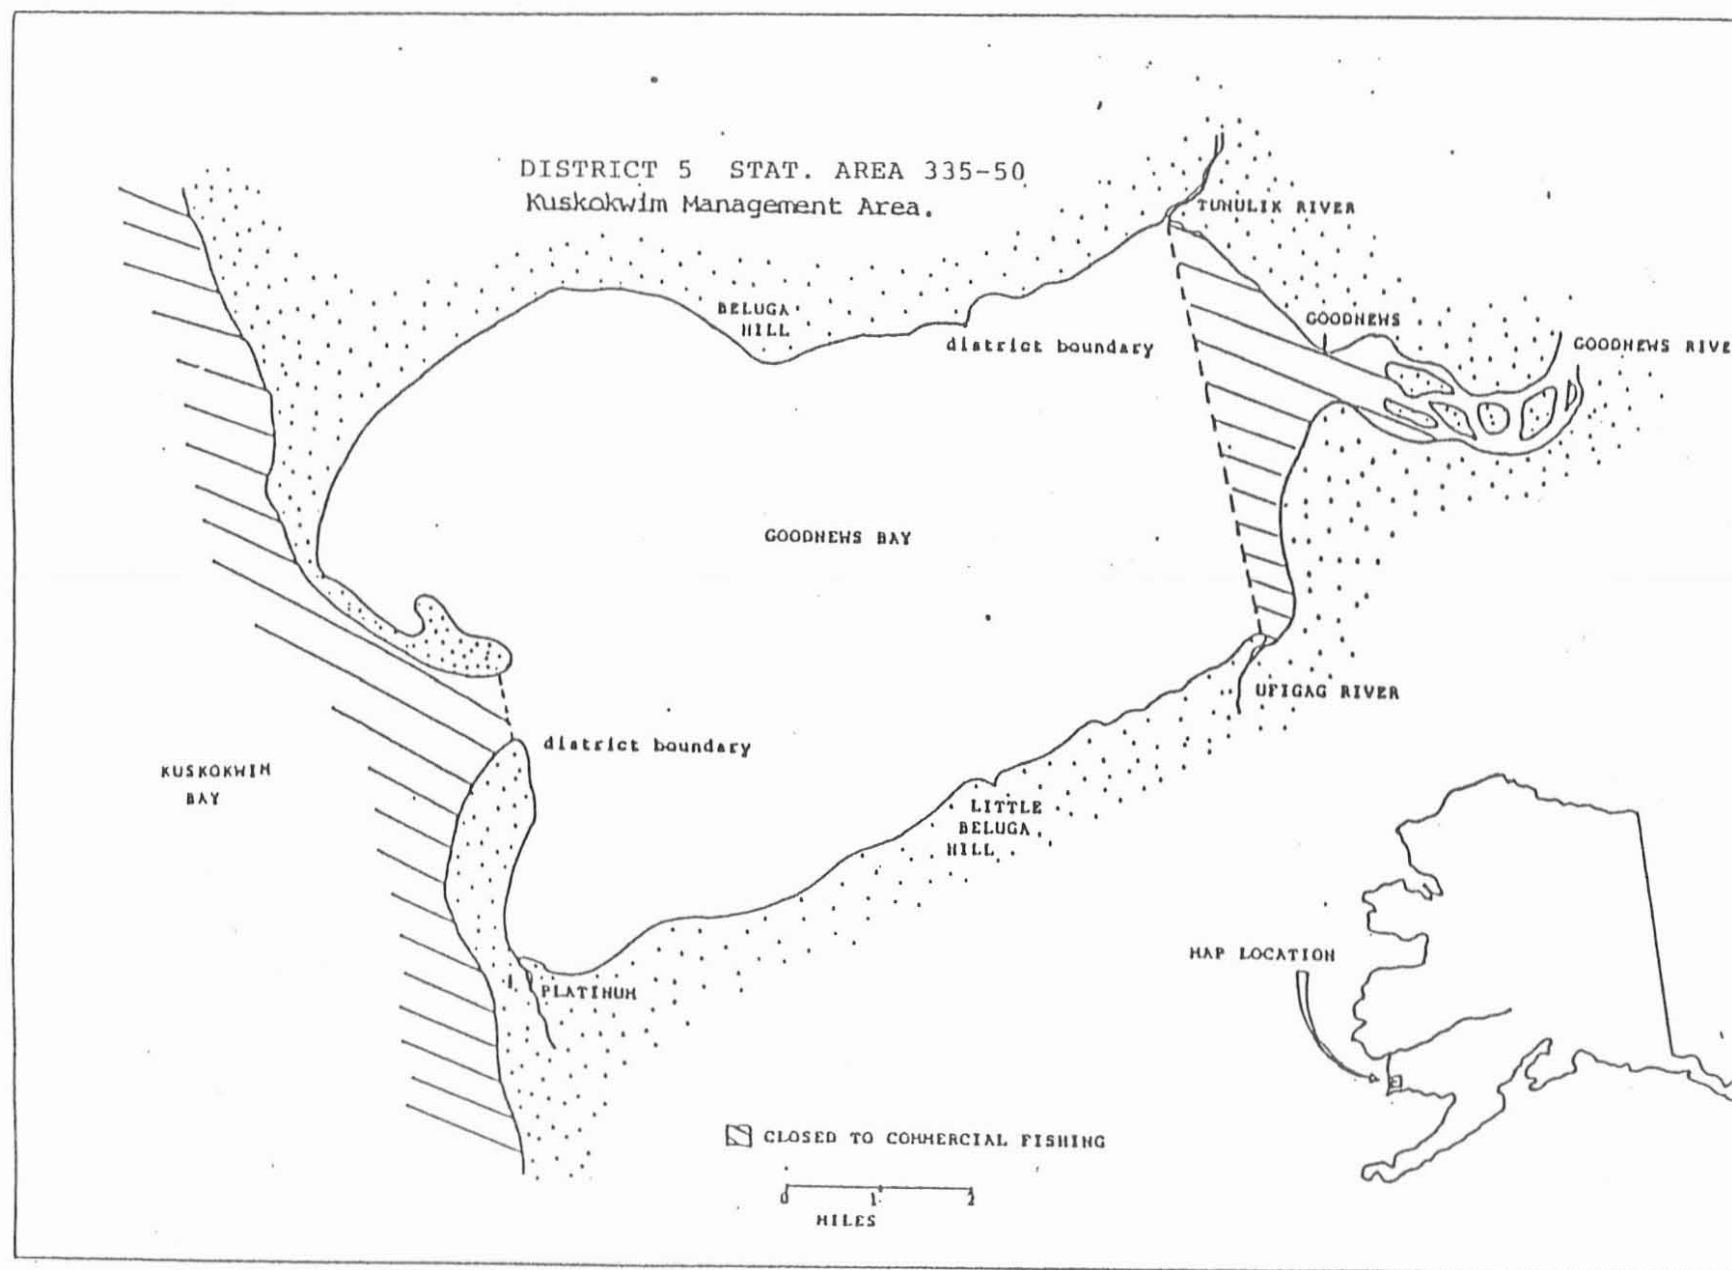 DISTRICT 5 STAT. AREA 335-50
Kuskokwim Management Area.
TUNULIK RIVER
BELUGA
HILL
district boundary
GOODNEWS
GOODNEWS RIVE
GOODNEWS BAY
UFIGAG RIVER
district boundary
KUSKOKWIM
BAY
LITTLE
BELUGA
HILL
MAP LOCATION
PLATINUM
CLOSED TO COMMERCIAL FISHING
0 1 2
MILES